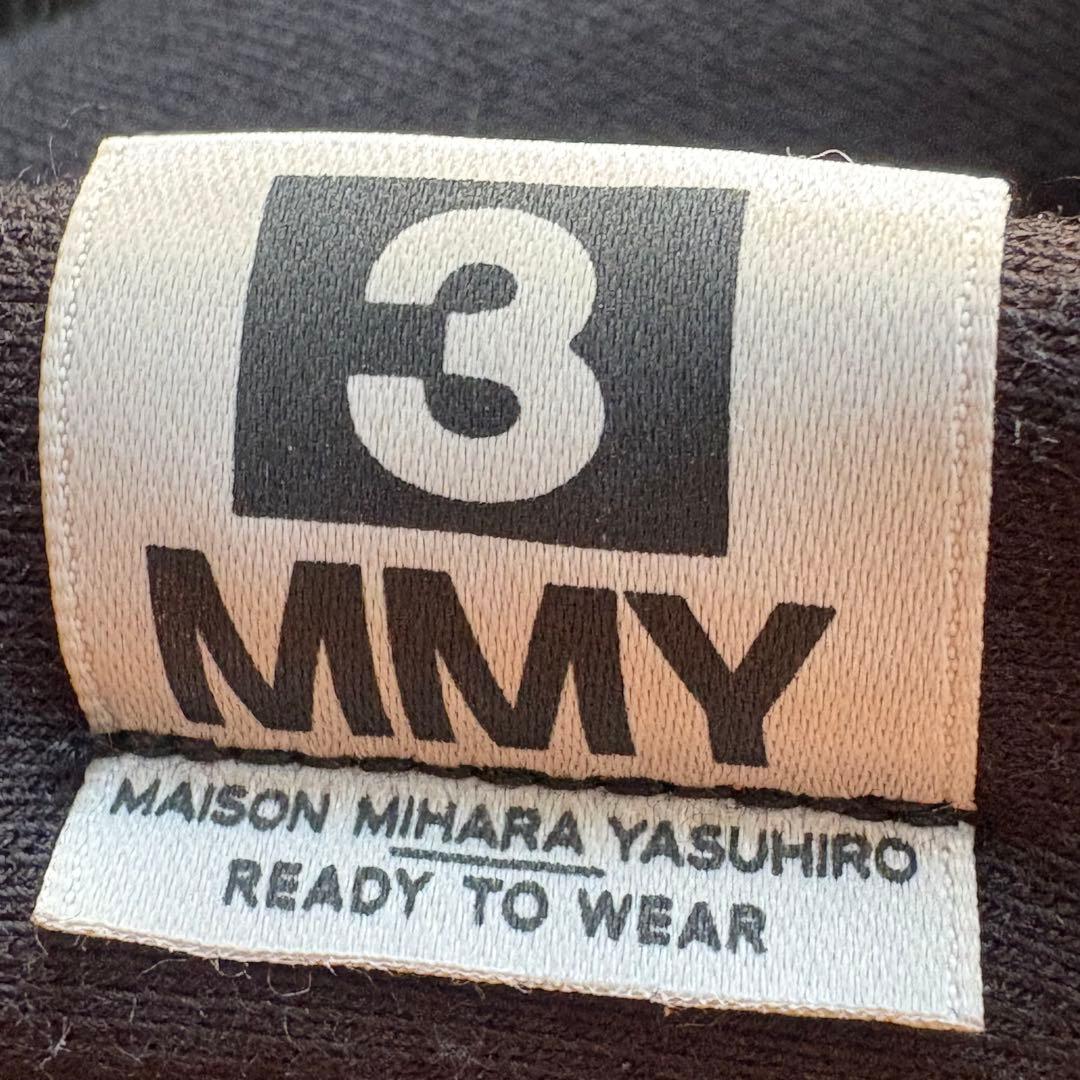 3
MMY
MAISON MIHARA YASUHIRO
READY TO WEAR